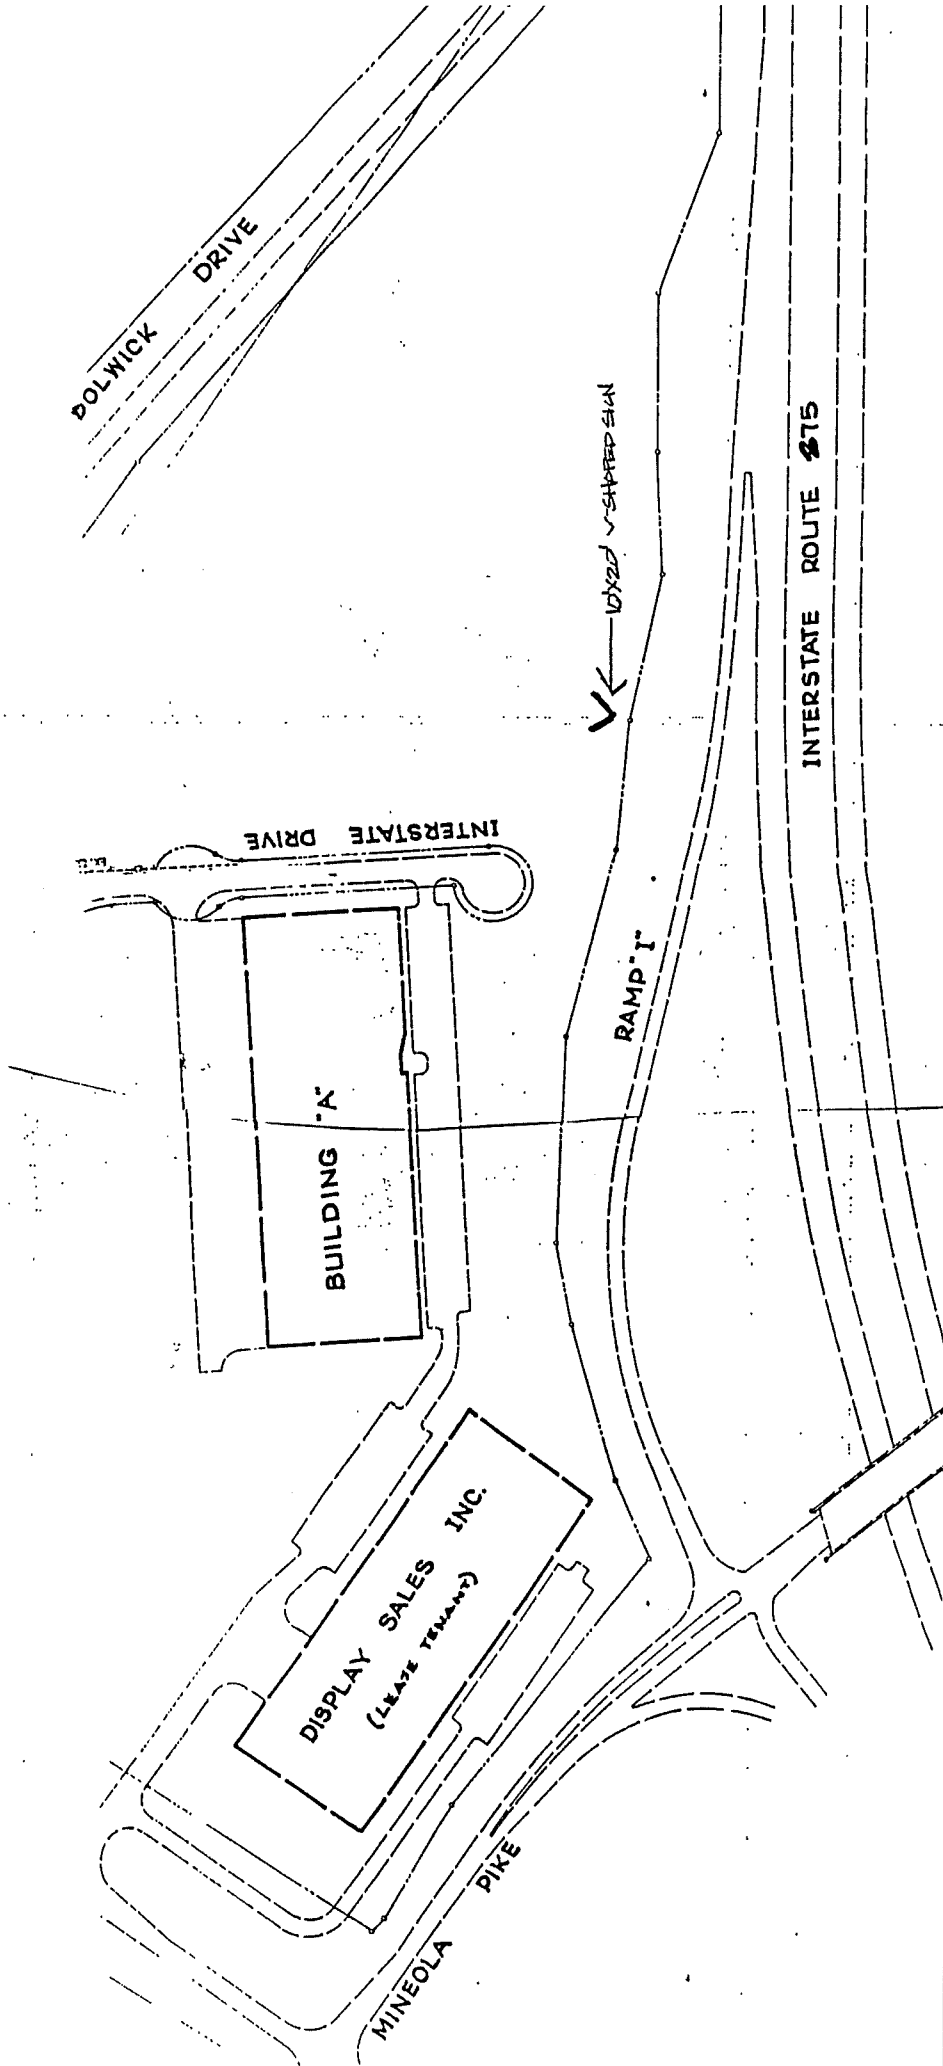 DOLWICK DRIVE
10X20 V-SHAPED SIGN
INTERSTATE ROUTE 275
INTERSTATE DRIVE
RAMP "I"
BUILDING "A"
DISPLAY SALES INC.
(LEASE TENANT)
MINEOLA PIKE